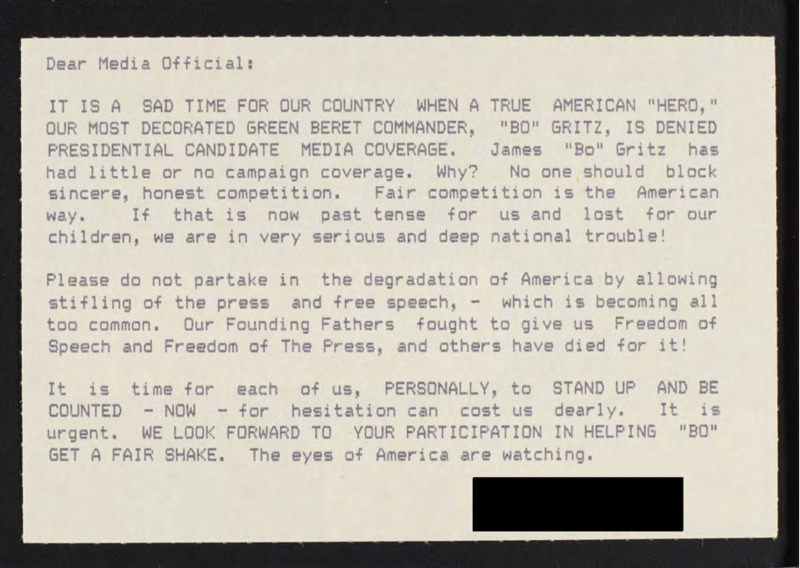 Dear Media Official:
IT IS A SAD TIME FOR OUR COUNTRY WHEN A TRUE AMERICAN "HERO,"
OUR MOST DECORATED GREEN BERET COMMANDER, "BO" GRITZ, IS DENIED
PRESIDENTIAL CANDIDATE MEDIA COVERAGE. James "Bo" Gritz has
had little or no campaign coverage. Why? No one should block
sincere, honest competition. Fair competition is the American
way. If that is now past tense for us and lost for our
children, we are in very serious and deep national trouble!
Please do not partake in the degradation of America by allowing
stifling of the press and free speech, - which is becoming all
too common. Our Founding Fathers fought to give us Freedom of
Speech and Freedom of The Press, and others have died for it!
It is time for each of us, PERSONALLY, to STAND UP AND BE
COUNTED - NOW - for hesitation can cost us dearly. It is
urgent. WE LOOK FORWARD TO YOUR PARTICIPATION IN HELPING "BO"
GET A FAIR SHAKE. The eyes of America are watching.